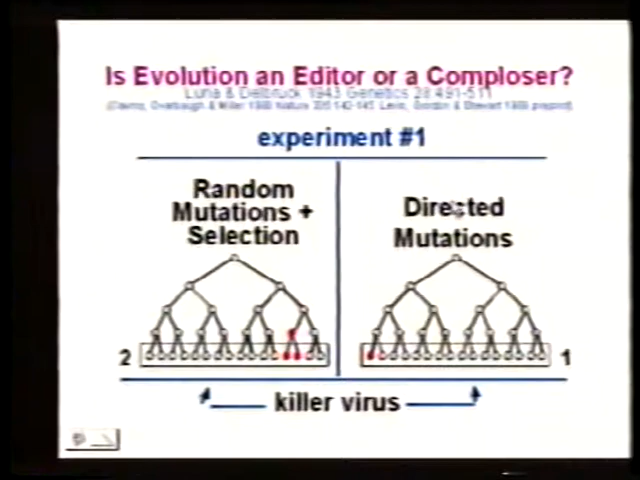 Is Evolution an Editor or a Comploser?
Luria & Delbruck 1943 Genetics 28:491-511
experiment #1
Random
Mutations +
Selection
Directed
Mutations
2
1
killer virus